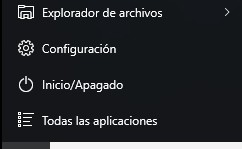 Explorador de archivos
Configuración
Inicio/Apagado
Todas las aplicaciones